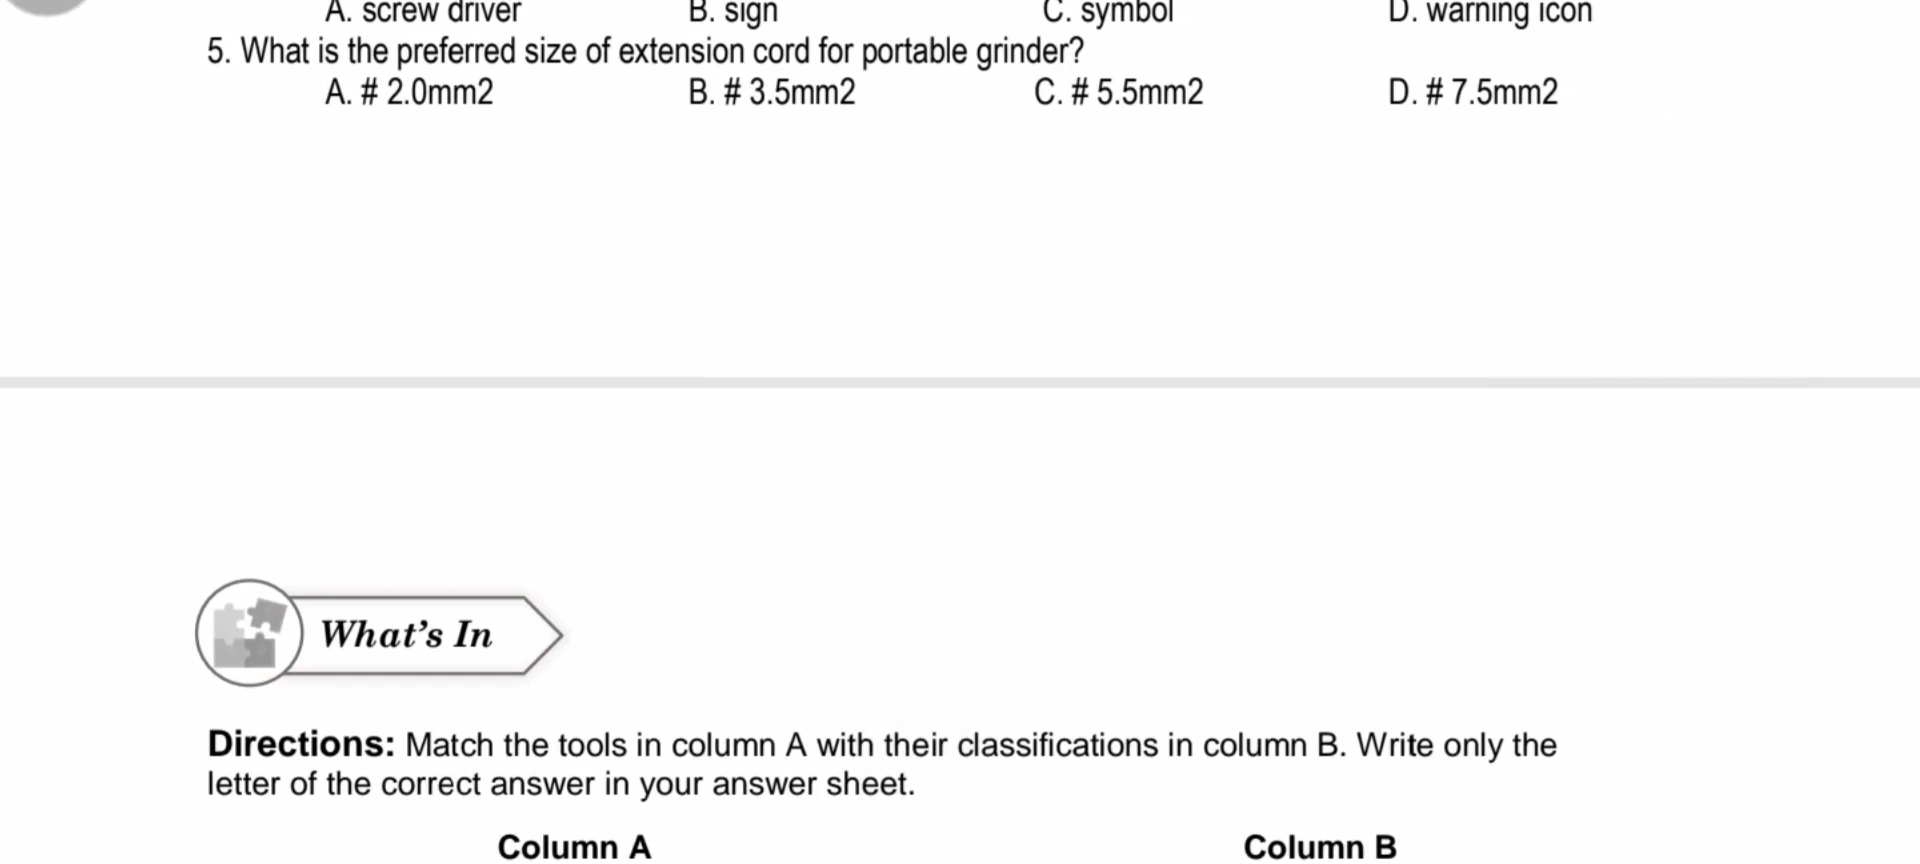 A. screw driver B. sign C. symbol D. warning icon
5. What is the preferred size of extension cord for portable grinder?
A. # 2.0mm2 B. # 3.5mm2 C. # 5.5mm2 D. # 7.5mm2
What's In
Directions: Match the tools in column A with their classifications in column B. Write only the
letter of the correct answer in your answer sheet.
Column A Column B